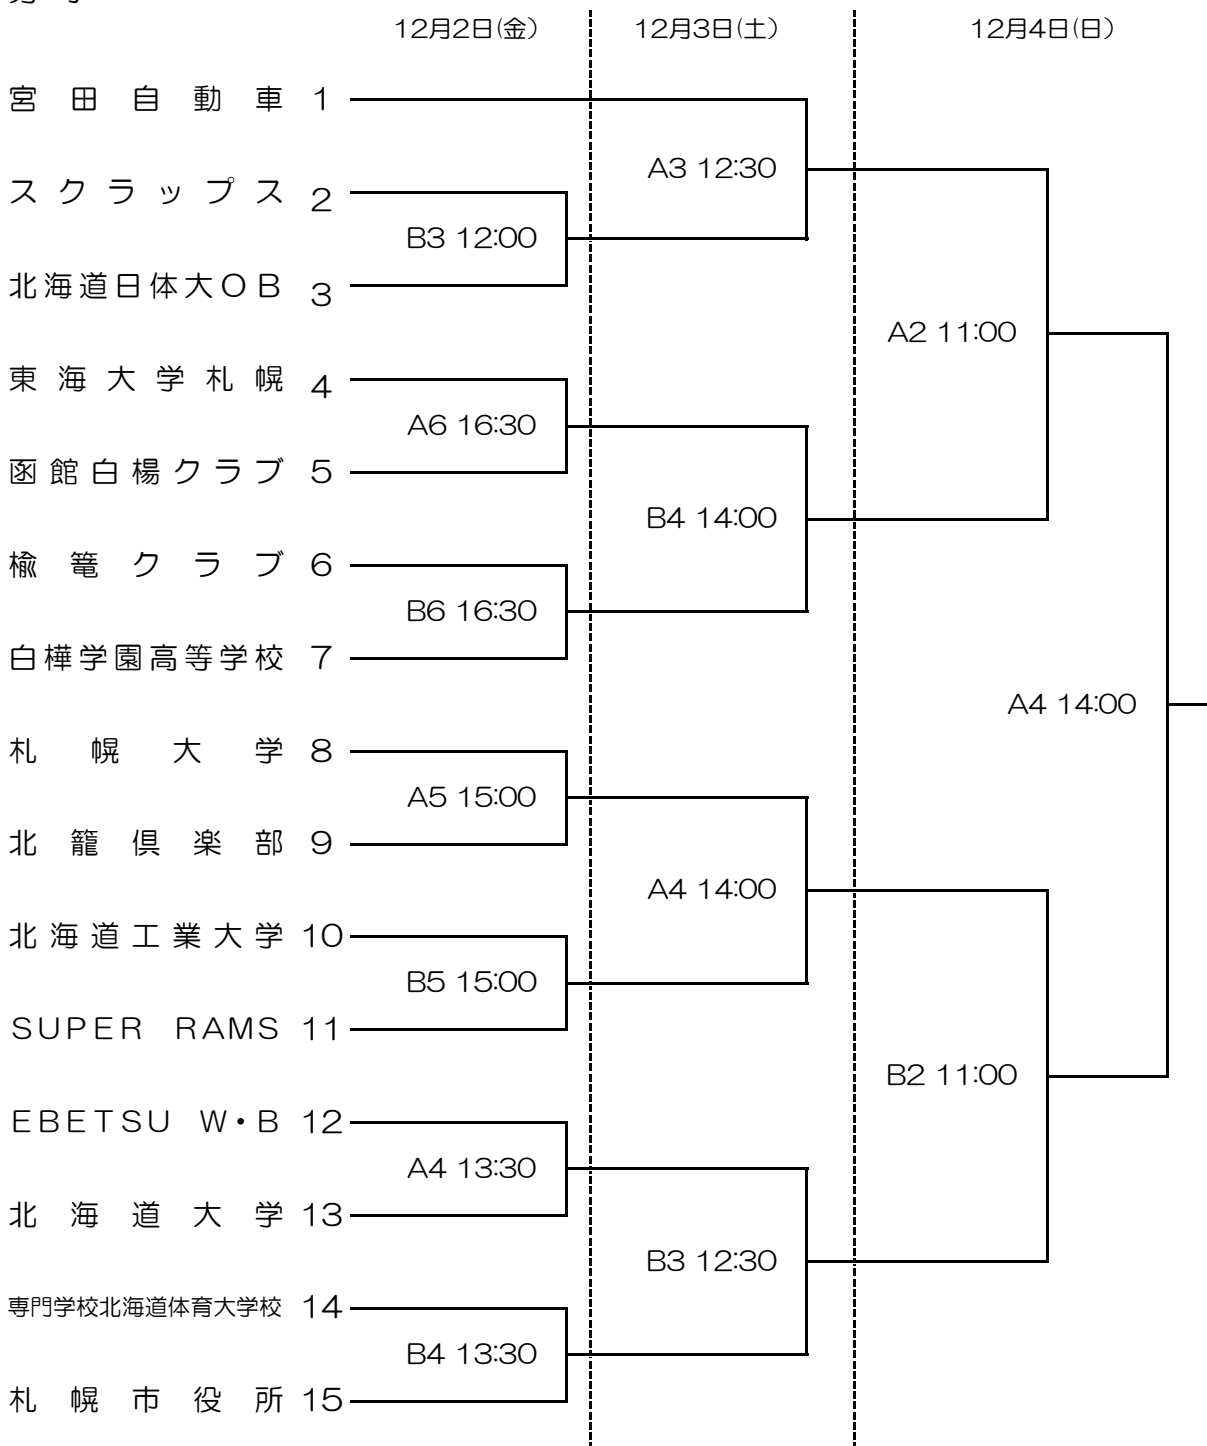 12月2日(金) 12月3日(土) 12月4日(日)
宮田自動車 1
A3 12:30
スクラップス 2
B3 12:00
北海道日体大OB 3
A2 11:00
東海大学札幌 4
A6 16:30
函館白楊クラブ 5
B4 14:00
楡篭クラブ 6
B6 16:30
白樺学園高等学校 7
A4 14:00
札幌大学 8
A5 15:00
北籠倶楽部 9
A4 14:00
北海道工業大学 10
B5 15:00
SUPER RAMS 11
B2 11:00
EBETSU W・B 12
A4 13:30
北海道大学 13
B3 12:30
専門学校北海道体育大学校 14
B4 13:30
札幌市役所 15